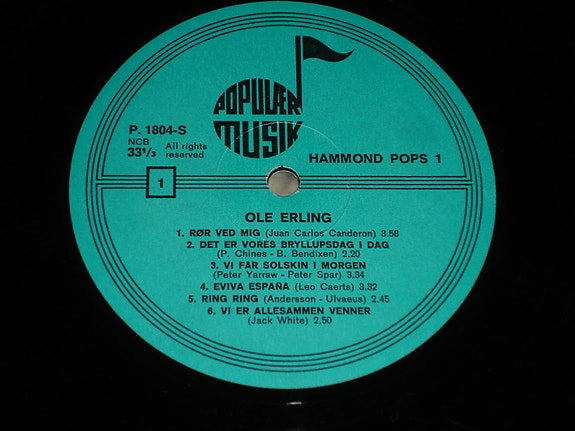 POPULÆR
MUSIK
P. 1804-S
NCB
33⅓ All rights reserved
HAMMOND POPS 1
1
OLE ERLING
1. RØR VED MIG (Juan Carlos Canderon) 3.58
2. DET ER VORES BRYLLUPSDAG I DAG
(P. Chines - B. Bendixen) 2.20
3. VI FÅR SOLSKIN I MORGEN
(Peter Yarraw - Peter Spar) 3.34
4. EVIVA ESPAÑA (Leo Caerts) 3.32
5. RING RING (Andersson - Ulvaeus) 2.45
6. VI ER ALLESAMMEN VENNER
(Jack White) 2.50